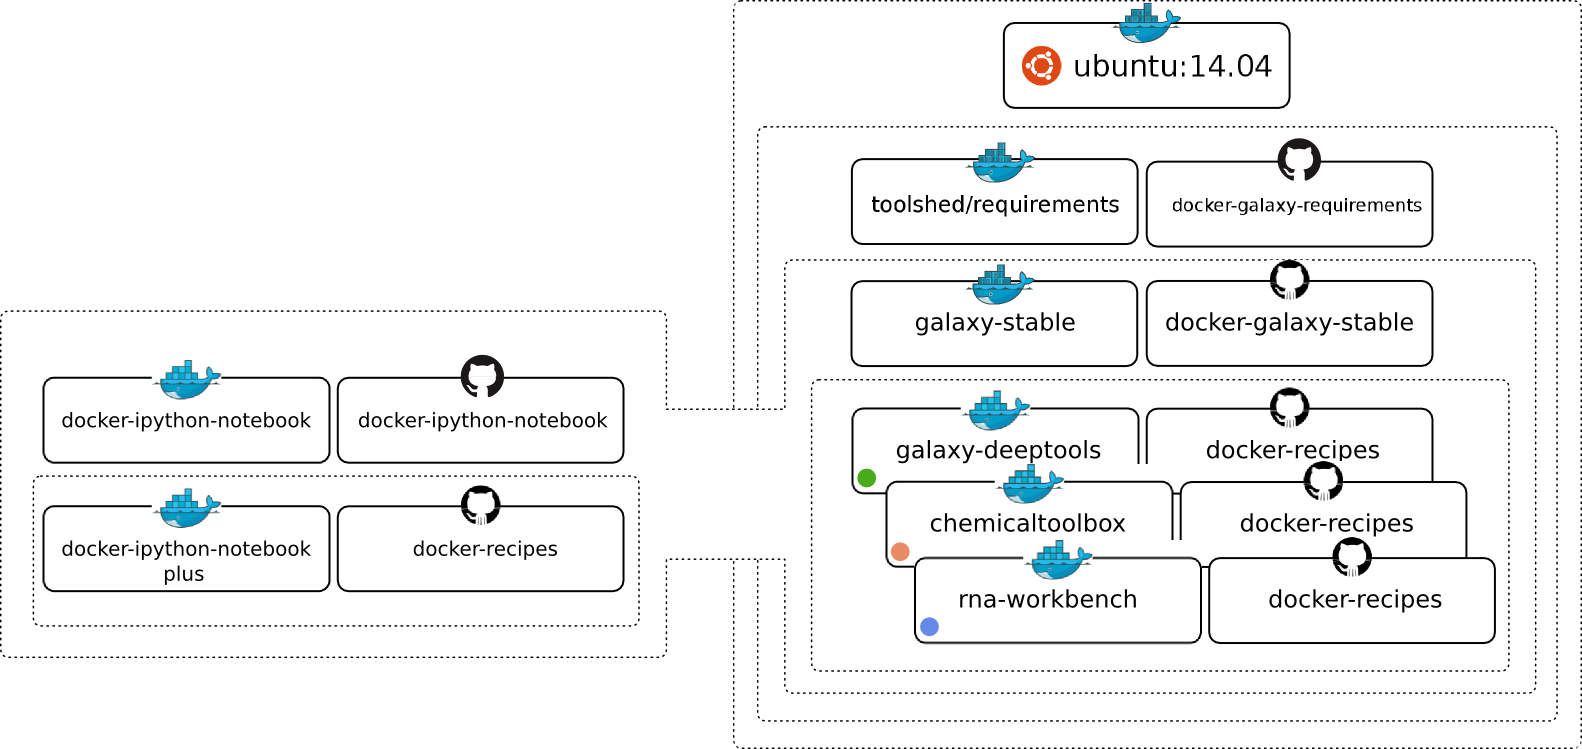 ubuntu:14.04
toolshed/requirements
docker-galaxy-requirements
galaxy-stable
docker-galaxy-stable
docker-ipython-notebook
docker-ipython-notebook
docker-ipython-notebook
plus
docker-recipes
galaxy-deeptools
docker-recipes
chemicaltoolbox
docker-recipes
rna-workbench
docker-recipes